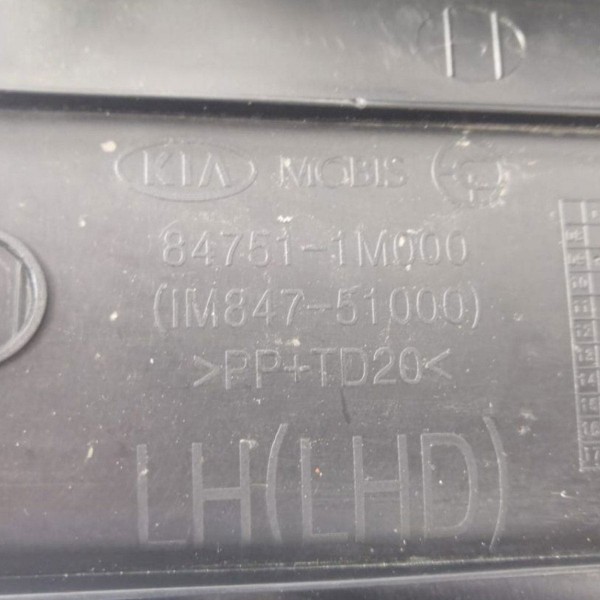 KIA MOBIS
84751-1M000
(1M847-51000)
>PP+TD20<
LH(LHD)